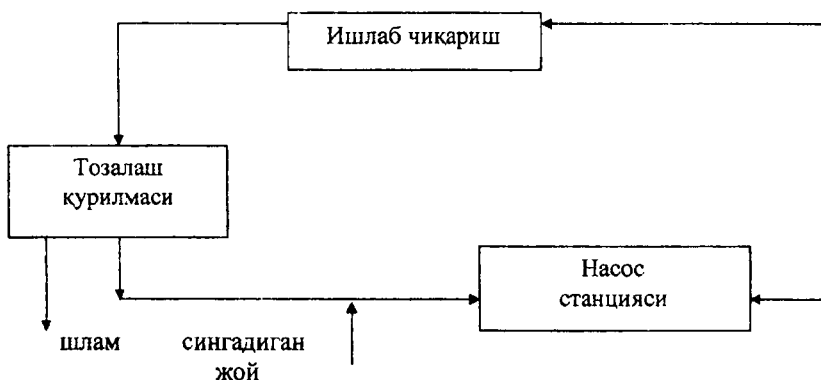 Ишлаб чиқариш
Тозалаш
қурилмаси
Насос
станцияси
шлам
сингадиган
жой